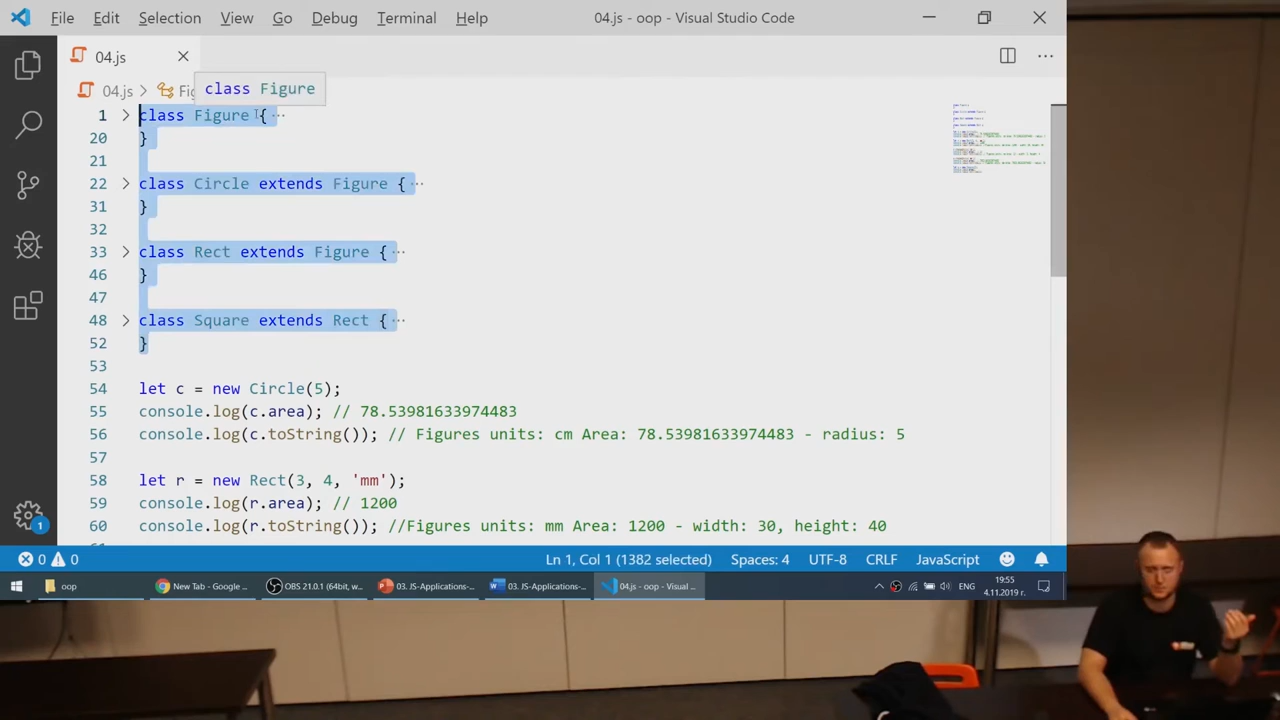 File Edit Selection View Go Debug Terminal Help 04.js - oop - Visual Studio Code
04.js
04.js > Fig
class Figure
1 class Figure {
20 }
21
22 class Circle extends Figure {
31 }
32
33 class Rect extends Figure {
46 }
47
48 class Square extends Rect {
52 }
53
54 let c = new Circle(5);
55 console.log(c.area); // 78.53981633974483
56 console.log(c.toString()); // Figures units: cm Area: 78.53981633974483 - radius: 5
57
58 let r = new Rect(3, 4, 'mm');
59 console.log(r.area); // 1200
60 console.log(r.toString()); //Figures units: mm Area: 1200 - width: 30, height: 40
1
0 0 Ln 1, Col 1 (1382 selected) Spaces: 4 UTF-8 CRLF JavaScript
oop New Tab - Google ... OBS 21.0.1 (64bit, w... 03. JS-Applications-... 03. JS-Applications-... 04.js - oop - Visual ... ENG 19:55
4.11.2019 г.